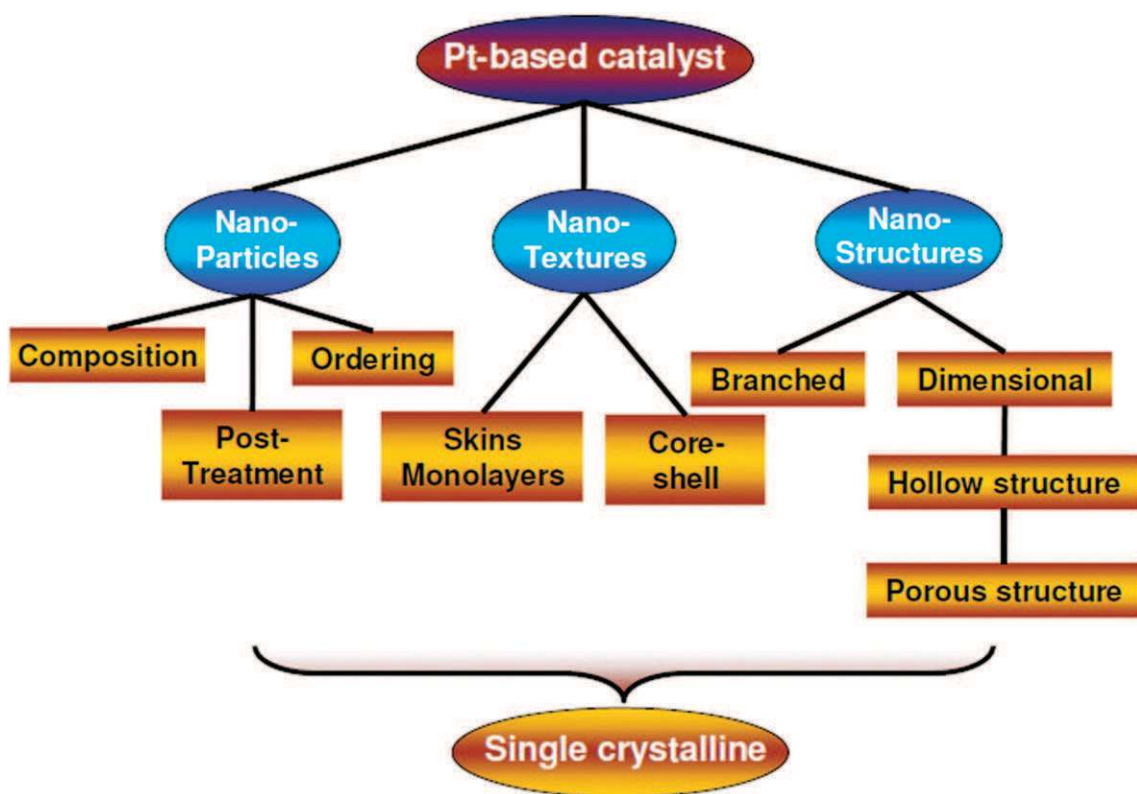 Pt-based catalyst
Nano-
Particles
Nano-
Textures
Nano-
Structures
Composition
Ordering
Post-
Treatment
Skins
Monolayers
Core-
shell
Branched
Dimensional
Hollow structure
Porous structure
Single crystalline